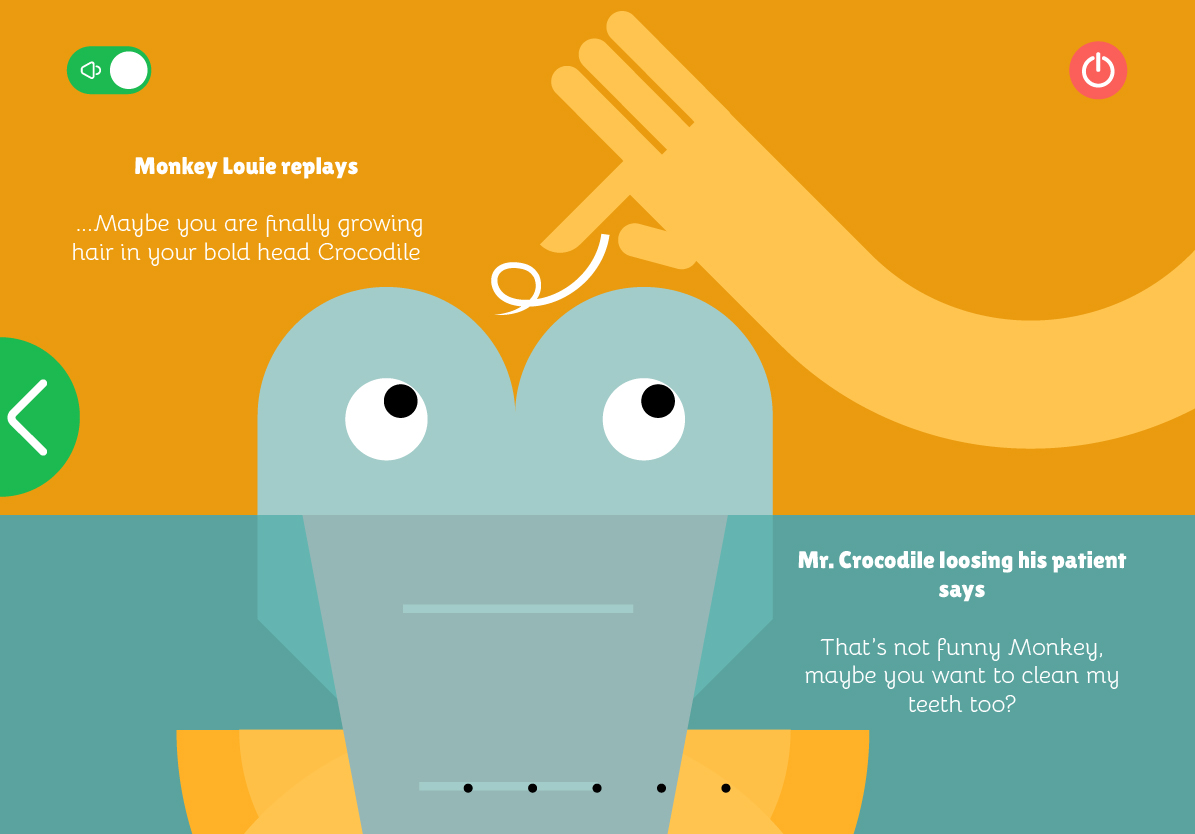 Monkey Louie replays
...Maybe you are finally growing
hair in your bold head Crocodile
Mr. Crocodile loosing his patient
says
That's not funny Monkey,
maybe you want to clean my
teeth too?